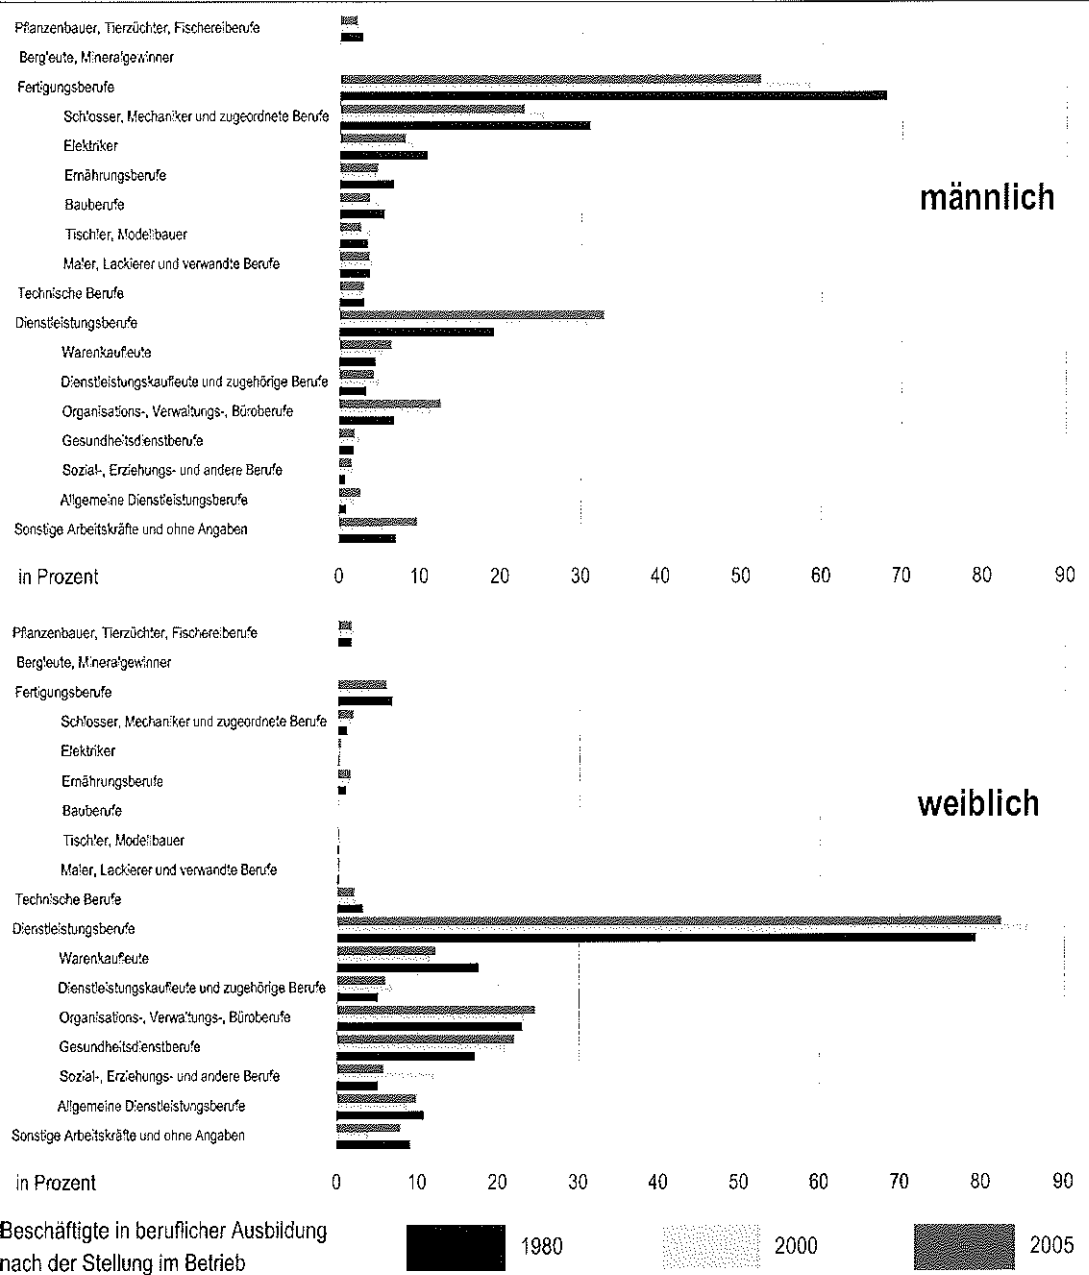 Pflanzenbauer, Tierzüchter, Fischereiberufe
Bergleute, Mineralgewinner
Fertigungsberufe
Schlosser, Mechaniker und zugeordnete Berufe
Elektriker
Ernährungsberufe
Bauberufe
Tischler, Modellbauer
Maler, Lackierer und verwandte Berufe
Technische Berufe
Dienstleistungsberufe
Warenkaufleute
Dienstleistungskaufleute und zugehörige Berufe
Organisations-, Verwaltungs-, Büroberufe
Gesundheitsdienstberufe
Sozial-, Erziehungs- und andere Berufe
Allgemeine Dienstleistungsberufe
Sonstige Arbeitskräfte und ohne Angaben
männlich
in Prozent 0 10 20 30 40 50 60 70 80 90
Pflanzenbauer, Tierzüchter, Fischereiberufe
Bergleute, Mineralgewinner
Fertigungsberufe
Schlosser, Mechaniker und zugeordnete Berufe
Elektriker
Ernährungsberufe
Bauberufe
Tischler, Modellbauer
Maler, Lackierer und verwandte Berufe
Technische Berufe
Dienstleistungsberufe
Warenkaufleute
Dienstleistungskaufleute und zugehörige Berufe
Organisations-, Verwaltungs-, Büroberufe
Gesundheitsdienstberufe
Sozial-, Erziehungs- und andere Berufe
Allgemeine Dienstleistungsberufe
Sonstige Arbeitskräfte und ohne Angaben
weiblich
in Prozent 0 10 20 30 40 50 60 70 80 90
Beschäftigte in beruflicher Ausbildung
nach der Stellung im Betrieb
1980 2000 2005